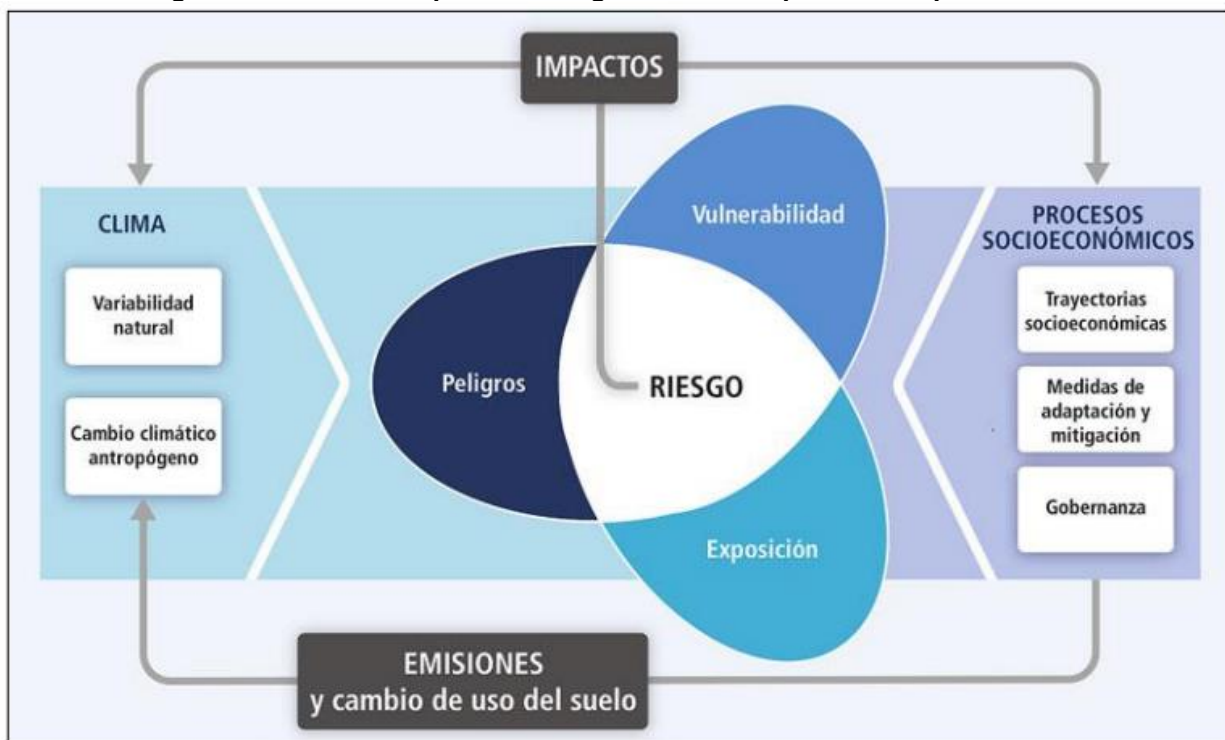 IMPACTOS
CLIMA
Variabilidad
natural
Cambio climático
antropógeno
Vulnerabilidad
Peligros
RIESGO
Exposición
PROCESOS
SOCIOECONÓMICOS
Trayectorias
socioeconómicas
Medidas de
adaptación y
mitigación
Gobernanza
EMISIONES
y cambio de uso del suelo